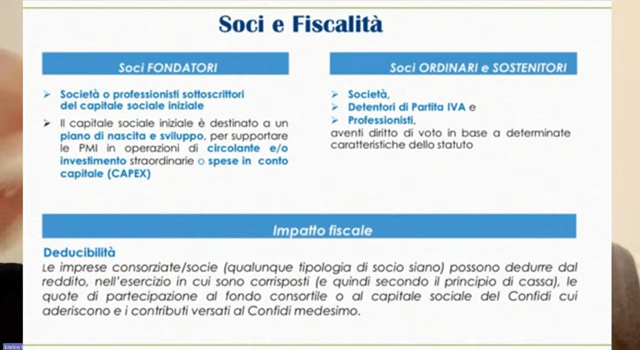 Soci e Fiscalità
Soci FONDATORI
Società o professionisti sottoscrittori
del capitale sociale iniziale
Il capitale sociale iniziale è destinato a un
piano di nascita e sviluppo, per supportare
le PMI in operazioni di circolante e/o
investimento straordinarie o spese in conto
capitale (CAPEX)
Soci ORDINARI e SOSTENITORI
Società,
Detentori di Partita IVA e
Professionisti,
aventi diritto di voto in base a determinate
caratteristiche dello statuto
Impatto fiscale
Deducibilità
Le imprese consorziate/socie (qualunque tipologia di socio siano) possono dedurre dal
reddito, nell'esercizio in cui sono corrisposti (e quindi secondo il principio di cassa), le
quote di partecipazione al fondo consortile o al capitale sociale del Confidi cui
aderiscono e i contributi versati al Confidi medesimo.
Enrico